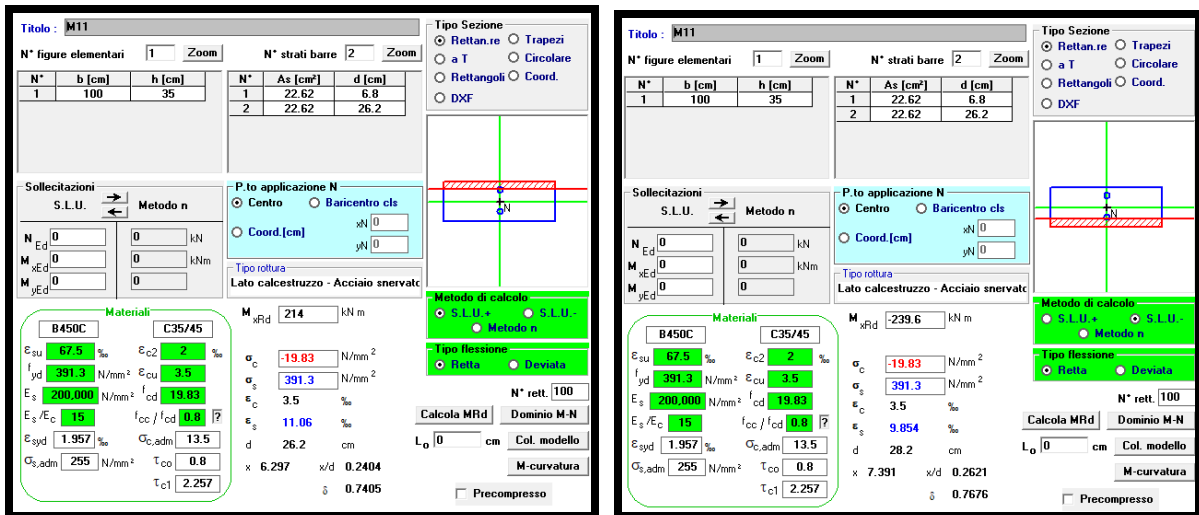 Titolo : M11
N° figure elementari 1 Zoom N° strati barre 2 Zoom
N° b [cm] h [cm]
1 100 35
N° As [cm²] d [cm]
1 22.62 6.8
2 22.62 26.2
Tipo Sezione
Rettan.re Trapezi
a T Circolare
Rettangoli Coord.
DXF
N
Sollecitazioni
S.L.U. Metodo n
N Ed 0 0 kN
M xEd 0 0 kNm
M yEd 0 0
P.to applicazione N
Centro Baricentro cls
Coord.[cm] xN 0
yN 0
Tipo rottura
Lato calcestruzzo - Acciaio snervato
Metodo di calcolo
S.L.U.+ S.L.U.-
Metodo n
Tipo flessione
Retta Deviata
Materiali
B450C C35/45
εsu 67.5 ‰ εc2 2 ‰
fyd 391.3 N/mm² εcu 3.5
Es 200,000 N/mm² fcd 19.83
Es/Ec 15 fcc / fcd 0.8 ?
εsyd 1.957 ‰ σc,adm 13.5
σs,adm 255 N/mm² τco 0.8
τc1 2.257
M xRd 214 kN m
σc -19.83 N/mm²
σs 391.3 N/mm²
εc 3.5 ‰
εs 11.06 ‰
d 26.2 cm
x 6.297 x/d 0.2404
δ 0.7405
N° rett. 100
Calcola MRd Dominio M-N
Lo 0 cm Col. modello
M-curvatura
Precompresso
Titolo : M11
N° figure elementari 1 Zoom N° strati barre 2 Zoom
N° b [cm] h [cm]
1 100 35
N° As [cm²] d [cm]
1 22.62 6.8
2 22.62 26.2
Tipo Sezione
Rettan.re Trapezi
a T Circolare
Rettangoli Coord.
DXF
N
Sollecitazioni
S.L.U. Metodo n
N Ed 0 0 kN
M xEd 0 0 kNm
M yEd 0 0
P.to applicazione N
Centro Baricentro cls
Coord.[cm] xN 0
yN 0
Tipo rottura
Lato calcestruzzo - Acciaio snervatc
Metodo di calcolo
S.L.U.+ S.L.U.-
Metodo n
Tipo flessione
Retta Deviata
Materiali
B450C C35/45
εsu 67.5 ‰ εc2 2 ‰
fyd 391.3 N/mm² εcu 3.5
Es 200,000 N/mm² fcd 19.83
Es/Ec 15 fcc / fcd 0.8 ?
εsyd 1.957 ‰ σc,adm 13.5
σs,adm 255 N/mm² τco 0.8
τc1 2.257
M xRd -239.6 kN m
σc -19.83 N/mm²
σs 391.3 N/mm²
εc 3.5 ‰
εs 9.854 ‰
d 28.2 cm
x 7.391 x/d 0.2621
δ 0.7676
N° rett. 100
Calcola MRd Dominio M-N
Lo 0 cm Col. modello
M-curvatura
Precompresso